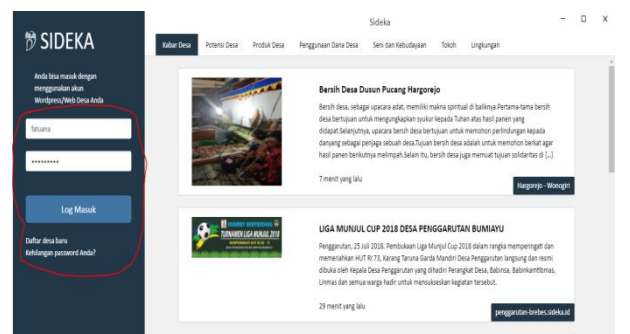 Sideka
SIDEKA
Anda bisa masuk dengan
menggunakan akun
Wordpress/Web Desa Anda
fatuana
•••••••••
Log Masuk
Daftar desa baru
Kehilangan password Anda?
Kabar Desa Potensi Desa Produk Desa Penggunaan Dana Desa Seni dan Kebudayaan Tokoh Lingkungan
Bersih Desa Dusun Pucang Hargorejo
Bersih desa, sebagai upacara adat, memiliki makna spiritual di baliknya.Pertama-tama bersih
desa bertujuan untuk mengungkapkan syukur kepada Tuhan atas hasil panen yang
didapat.Selanjutnya, upacara bersih desa bertujuan untuk memohon perlindungan kepada
danyang sebagai penjaga sebuah desa.Tujuan bersih desa adalah untuk memohon berkat agar
hasil panen berikutnya melimpah.Selain itu, bersih desa juga memuat tujuan solidaritas di [...]
7 menit yang lalu
Hargorejo - Wonogiri
TURNAMEN LIGA MUNJUL 2018
LIGA MUNJUL CUP 2018 DESA PENGGARUTAN BUMIAYU
Penggarutan, 25 Juli 2018. Pembukaan Liga Munjul Cup 2018 dalam rangka memperingati dan
memeriahkan HUT RI 73, Karang Taruna Garda Mandiri Desa Penggarutan langsung dan resmi
dibuka oleh Kepala Desa Penggarutan yang dihadiri Perangkat Desa, Babinsa, Babinkamtibmas,
Linmas dan semua warga hadir untuk mensukseskan kegiatan tersebut.
29 menit yang lalu
penggarutan-brebes.sideka.id